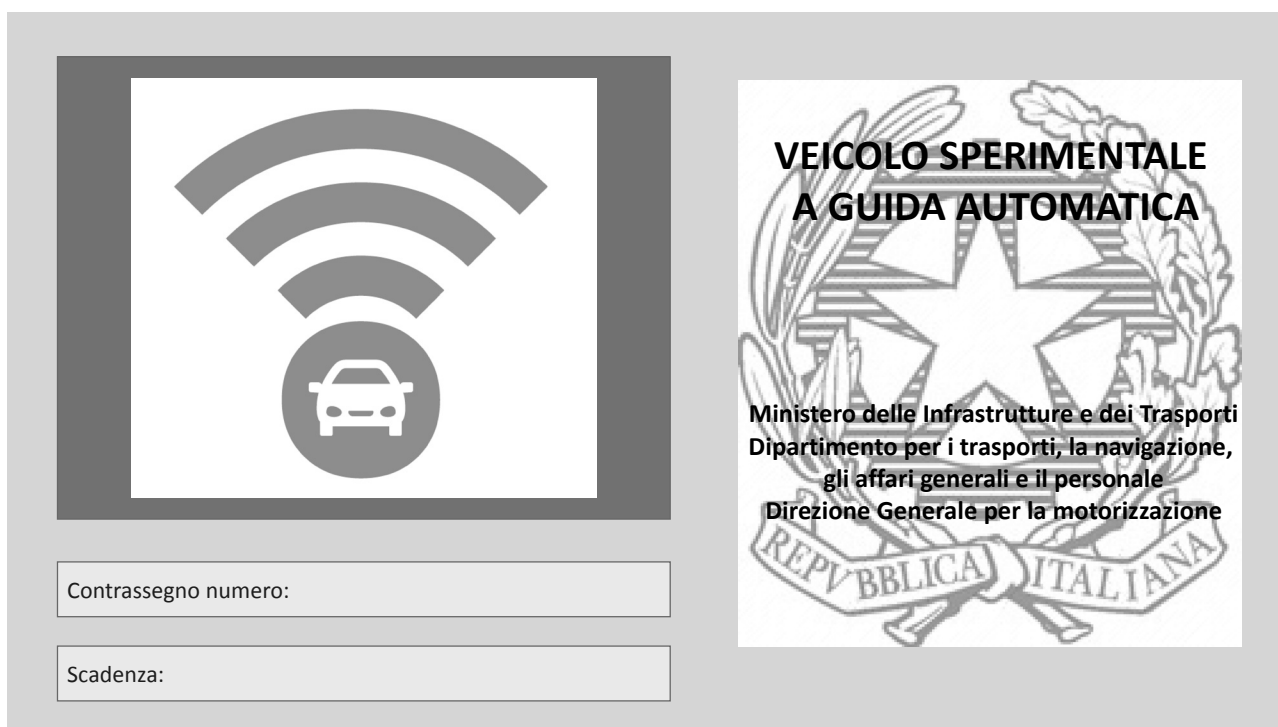 VEICOLO SPERIMENTALE
A GUIDA AUTOMATICA
Ministero delle Infrastrutture e dei Trasporti
Dipartimento per i trasporti, la navigazione,
gli affari generali e il personale
Direzione Generale per la motorizzazione
REPVBBLICA ITALIANA
Contrassegno numero:
Scadenza: